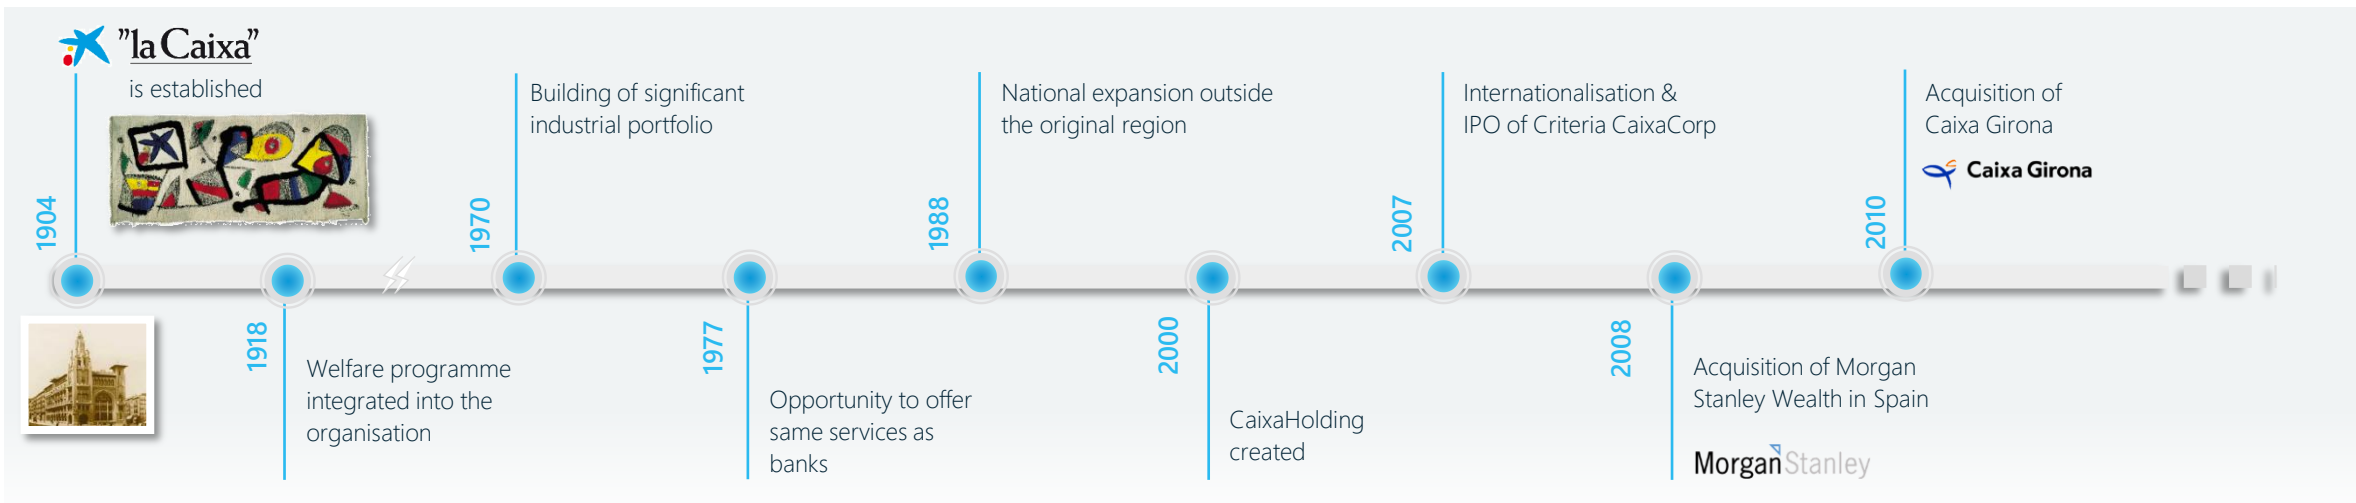 "la Caixa"
is established
1904
1918
Welfare programme
integrated into the
organisation
1970
Building of significant
industrial portfolio
1977
Opportunity to offer
same services as
banks
1988
National expansion outside
the original region
2000
CaixaHolding
created
2007
Internationalisation &
IPO of Criteria CaixaCorp
2008
Acquisition of Morgan
Stanley Wealth in Spain
Morgan Stanley
2010
Acquisition of
Caixa Girona
Caixa Girona